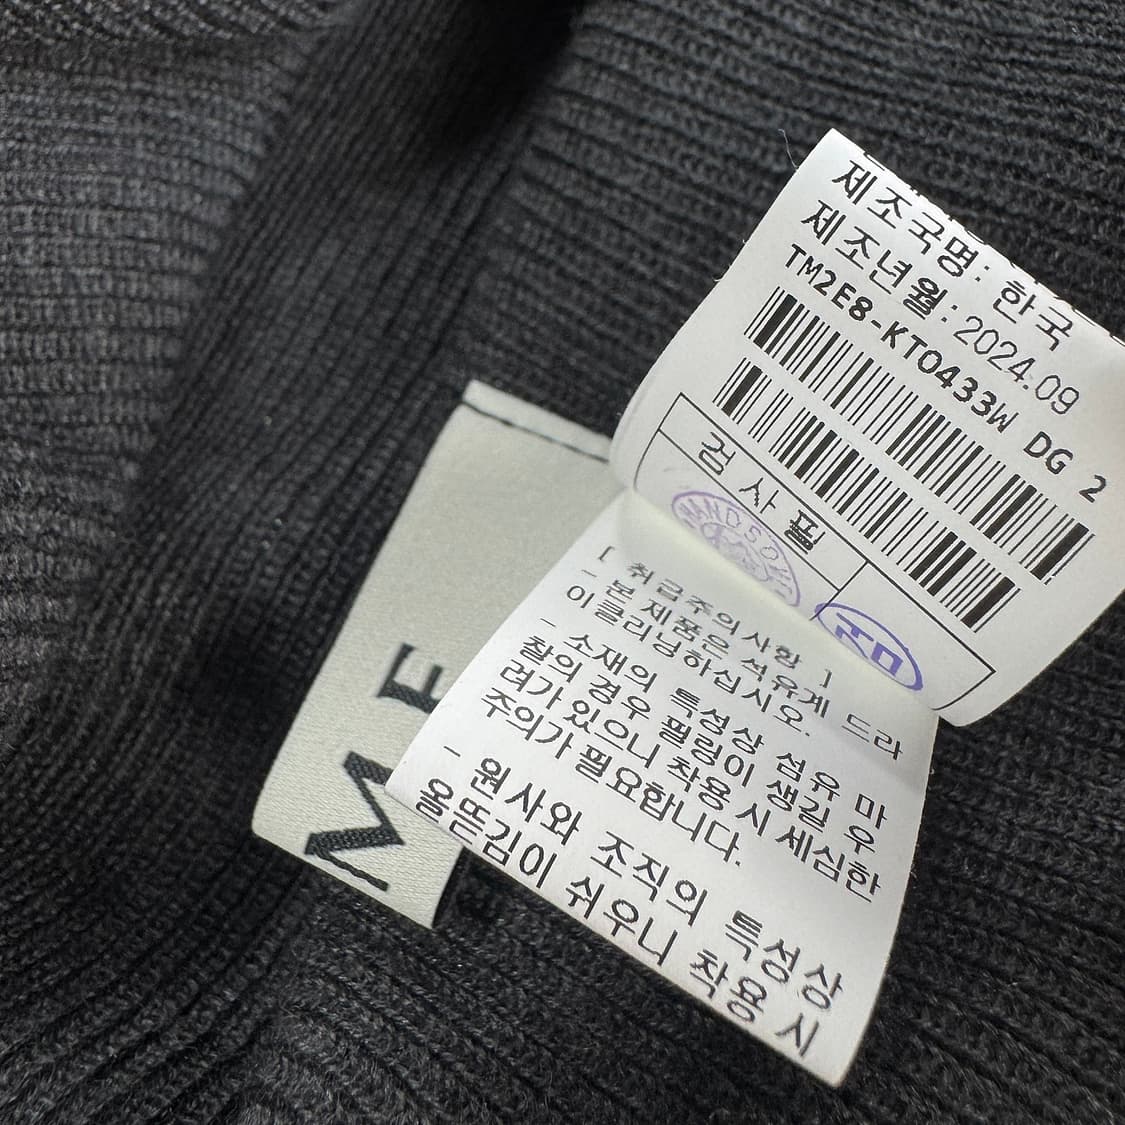 제조국명: 한국
제조년월: 2024.09
TM2E8-KT0433W DG 2
검사필
HANDSOME
KD
[ 취급주의사항 ]
- 본 제품은 석유계 드라
이클리닝하십시오.
- 소재의 특성상 섬유 마
찰의 경우 필링이 생길 우
려가 있으니 착용 시 세심한
주의가 필요합니다.
- 원사와 조직의 특성상
올뜯김이 쉬우니 착용 시